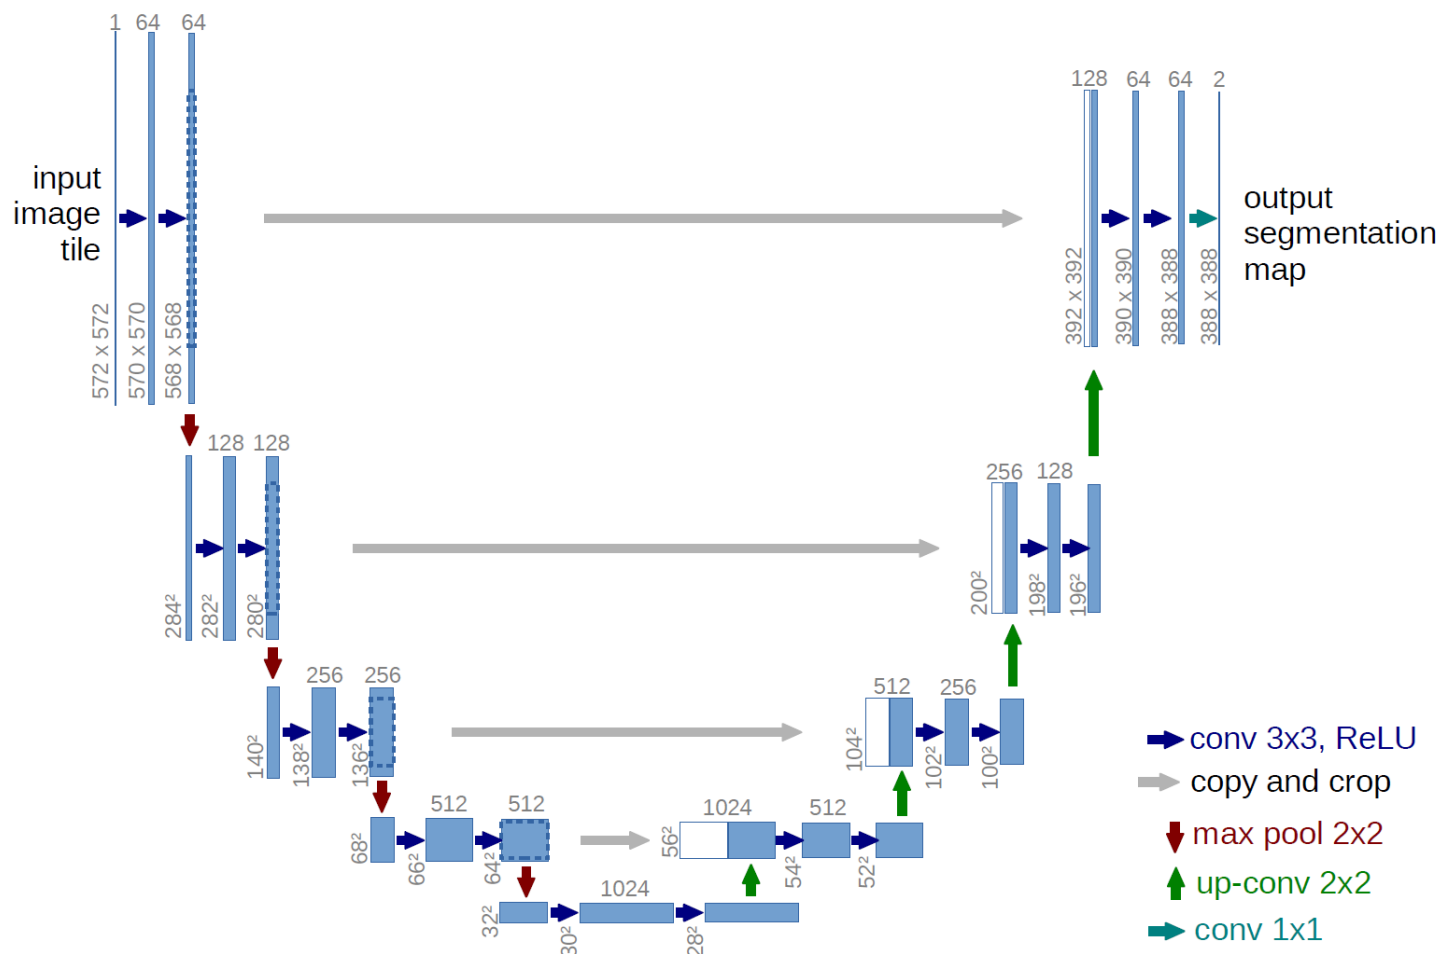 1 64 64
input
image
tile
572 x 572
570 x 570
568 x 568
128 64 64 2
output
segmentation
map
392 x 392
390 x 390
388 x 388
388 x 388
128 128
284²
282²
280²
256 128
200²
198²
196²
256 256
140²
138²
136²
512 256
104²
102²
100²
512 512
68²
66²
64²
1024 512
56²
54²
52²
1024
32²
30²
28²
conv 3x3, ReLU
copy and crop
max pool 2x2
up-conv 2x2
conv 1x1